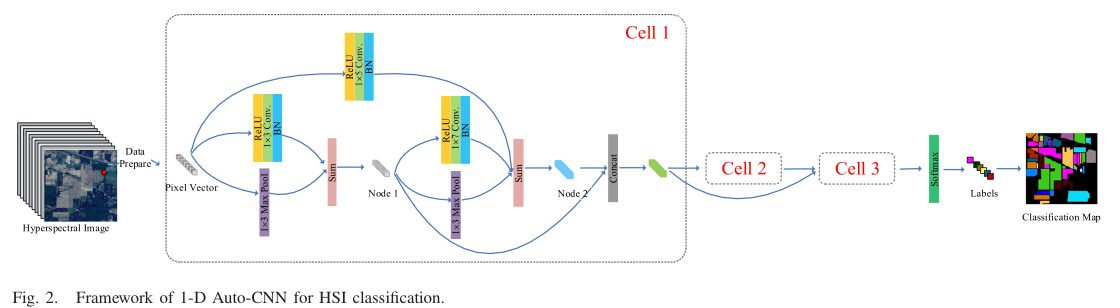 Cell 1
ReLU
1×5 Conv.
BN
ReLU
1×3 Conv.
BN
ReLU
1×7 Conv.
BN
Data
Prepare
Pixel Vector
1×3 Max Pool
Sum
Node 1
1×3 Max Pool
Sum
Node 2
Concat
Cell 2
Cell 3
Softmax
Labels
Hyperspectral Image
Classification Map
Fig. 2. Framework of 1-D Auto-CNN for HSI classification.